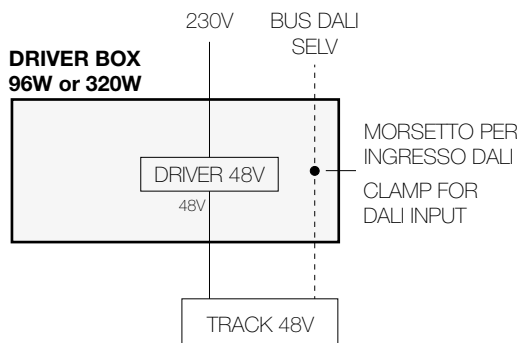 230V
BUS DALI
SELV
DRIVER BOX
96W or 320W
MORSETTO PER
INGRESSO DALI
CLAMP FOR
DALI INPUT
DRIVER 48V
48V
TRACK 48V